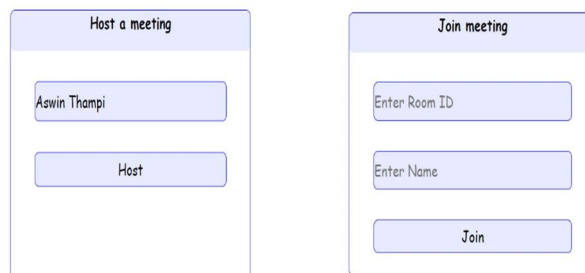 Host a meeting
Aswin Thampi
Host
Join meeting
Enter Room ID
Enter Name
Join